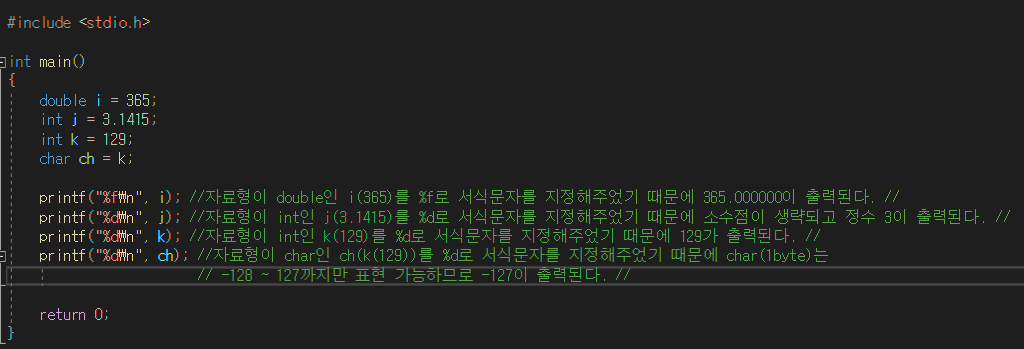 #include <stdio.h>
int main()
{
double i = 365;
int j = 3.1415;
int k = 129;
char ch = k;
printf("%f₩n", i); //자료형이 double인 i(365)를 %f로 서식문자를 지정해주었기 때문에 365.0000000이 출력된다. //
printf("%d₩n", j); //자료형이 int인 j(3.1415)를 %d로 서식문자를 지정해주었기 때문에 소수점이 생략되고 정수 3이 출력된다. //
printf("%d₩n", k); //자료형이 int인 k(129)를 %d로 서식문자를 지정해주었기 때문에 129가 출력된다. //
printf("%d₩n", ch); //자료형이 char인 ch(k(129))를 %d로 서식문자를 지정해주었기 때문에 char(1byte)는
// -128 ~ 127까지만 표현 가능하므로 -127이 출력된다. //
return 0;
}